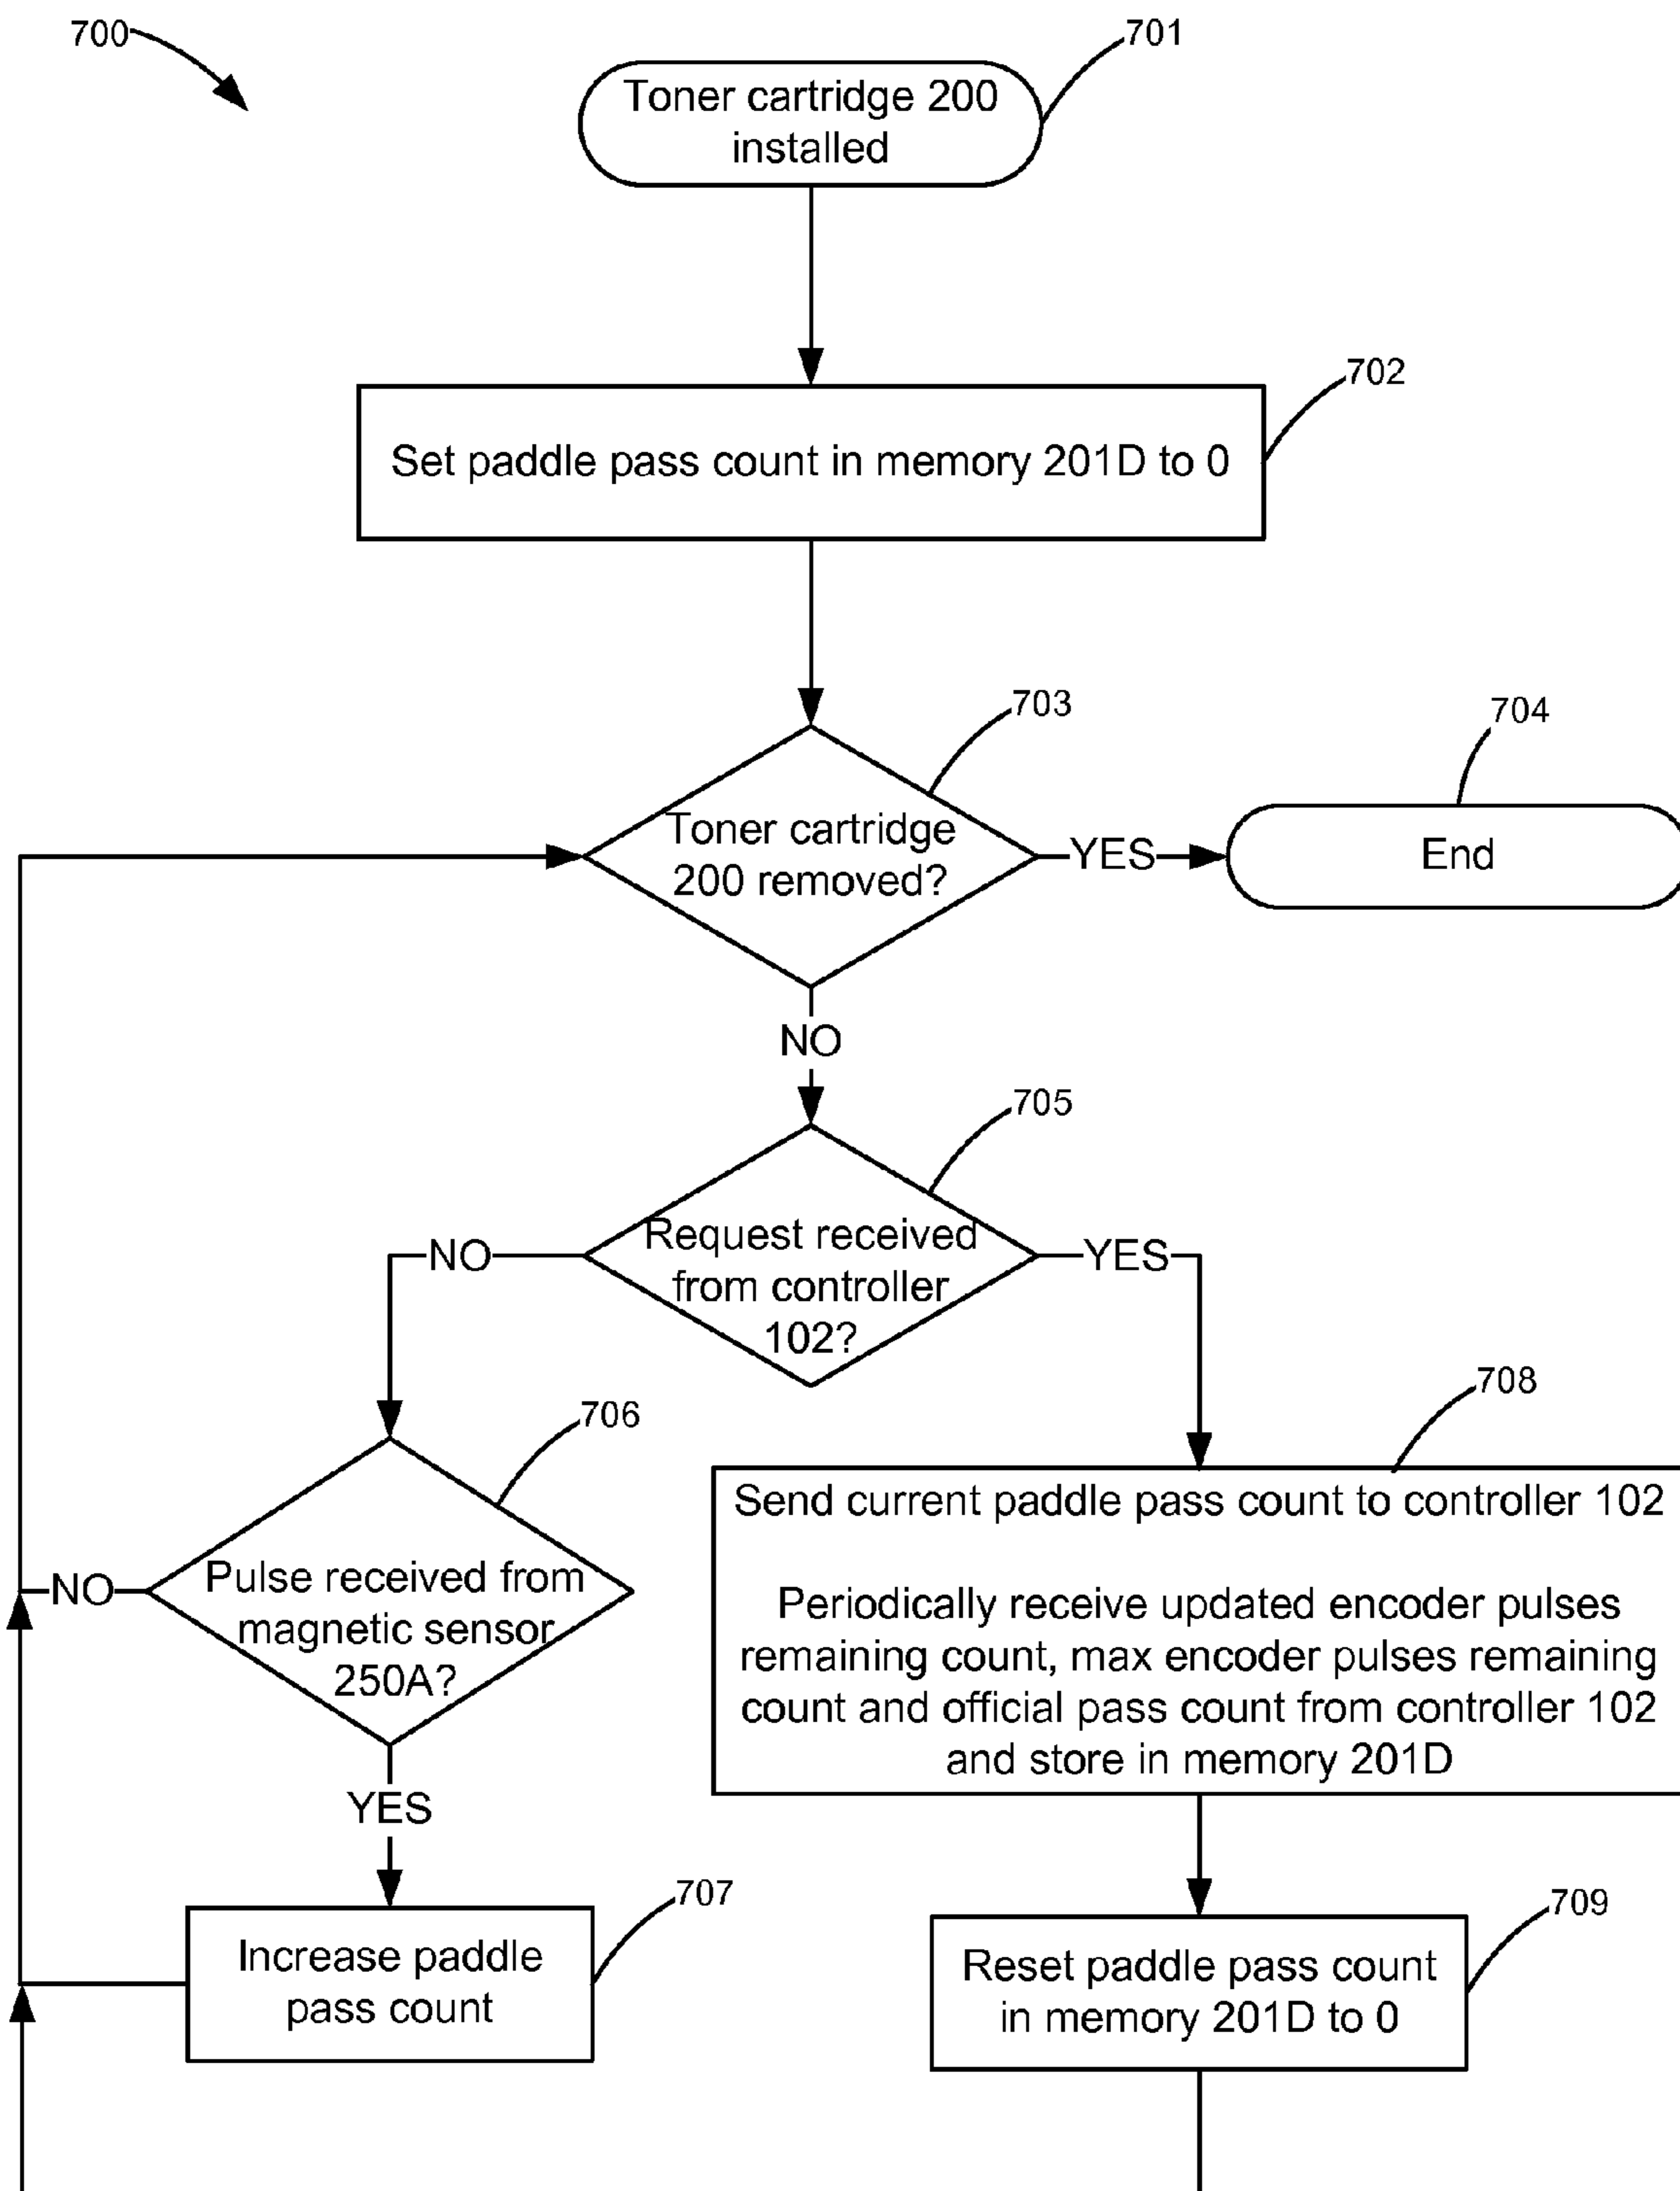 700
701
Toner cartridge 200
installed
702
Set paddle pass count in memory 201D to 0
703
704
Toner cartridge
200 removed?
YES
End
NO
705
Request received
from controller
102?
NO
YES
706
708
Pulse received from
magnetic sensor
250A?
NO
Send current paddle pass count to controller 102
Periodically receive updated encoder pulses
remaining count, max encoder pulses remaining
count and official pass count from controller 102
and store in memory 201D
YES
707
709
Increase paddle
pass count
Reset paddle pass count
in memory 201D to 0